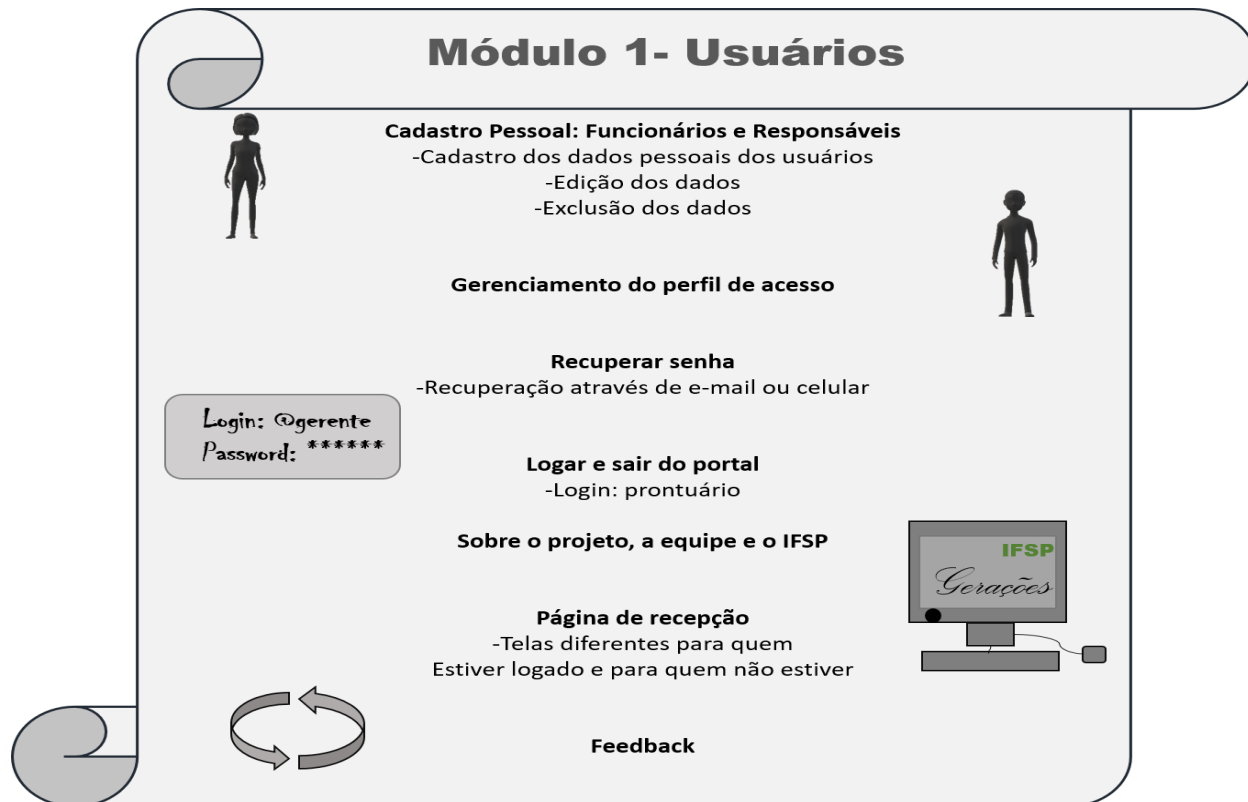 Módulo 1- Usuários
Cadastro Pessoal: Funcionários e Responsáveis
-Cadastro dos dados pessoais dos usuários
-Edição dos dados
-Exclusão dos dados
Gerenciamento do perfil de acesso
Recuperar senha
-Recuperação através de e-mail ou celular
Login: @gerente
Password: ******
Logar e sair do portal
-Login: prontuário
Sobre o projeto, a equipe e o IFSP
IFSP
Gerações
Página de recepção
-Telas diferentes para quem
Estiver logado e para quem não estiver
Feedback